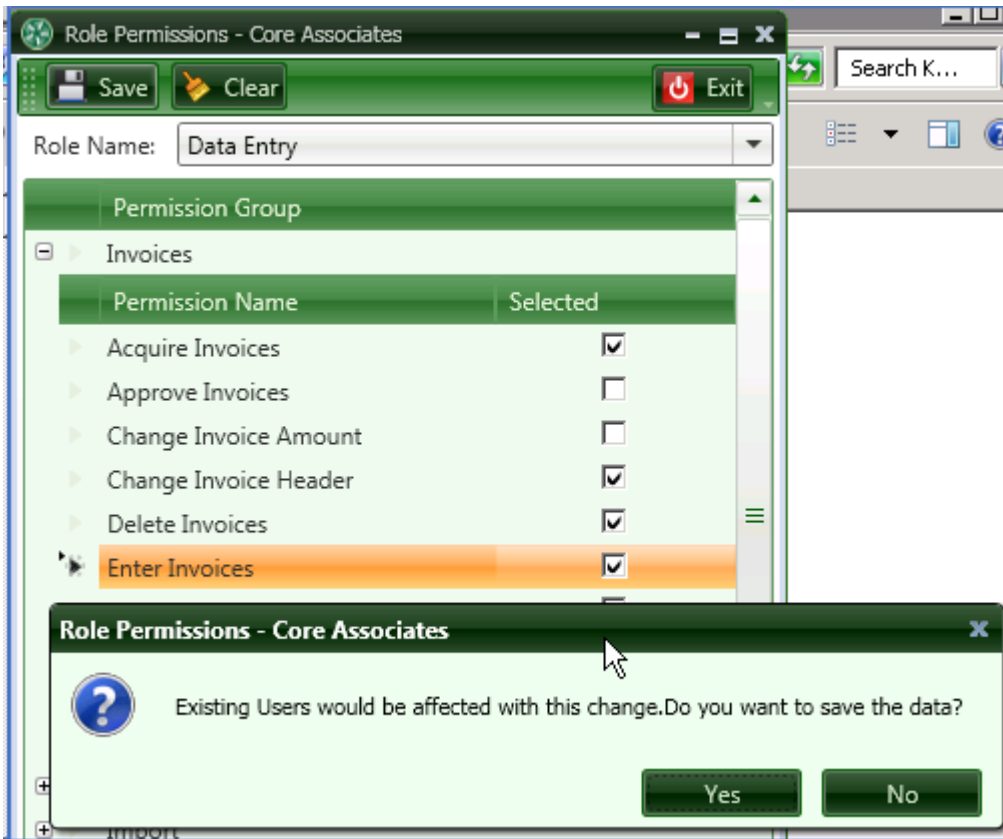 Role Permissions - Core Associates
Save Clear Exit
Search K...
Role Name: Data Entry
Permission Group
Invoices
Permission Name Selected
Acquire Invoices
Approve Invoices
Change Invoice Amount
Change Invoice Header
Delete Invoices
Enter Invoices
Role Permissions - Core Associates
Existing Users would be affected with this change.Do you want to save the data?
Yes No
Import